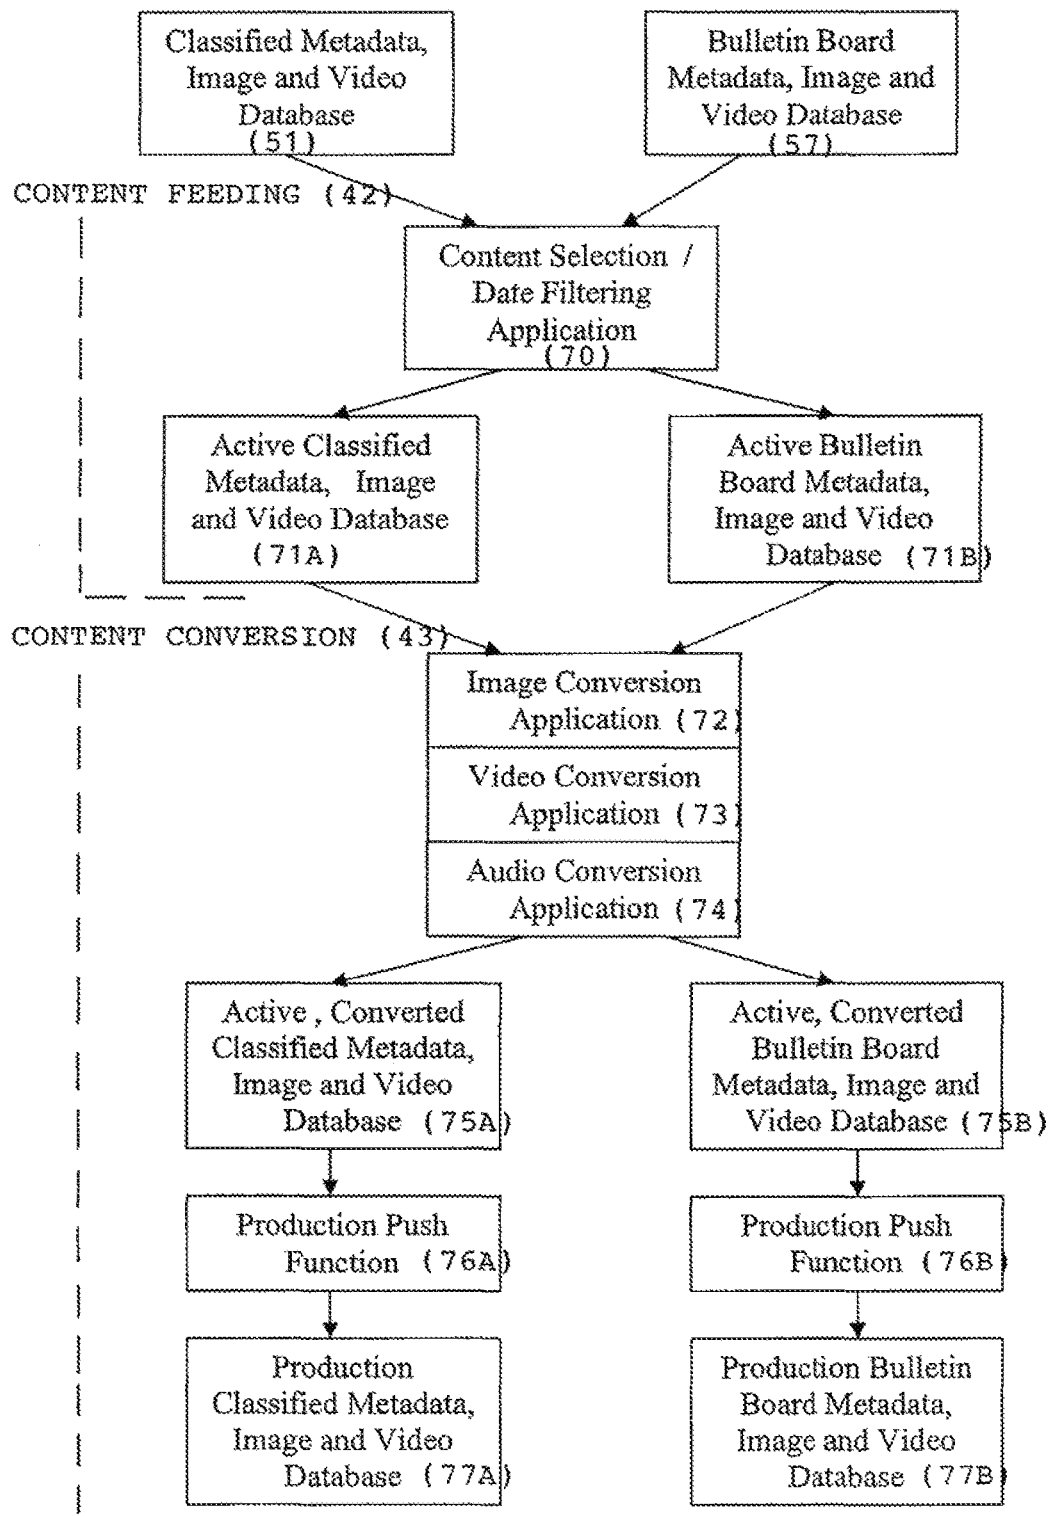 Classified Metadata,
Image and Video
Database
(51)
Bulletin Board
Metadata, Image and
Video Database
(57)
CONTENT FEEDING (42)
Content Selection /
Date Filtering
Application
(70)
Active Classified
Metadata, Image
and Video Database
(71A)
Active Bulletin
Board Metadata,
Image and Video
Database (71B)
CONTENT CONVERSION (43)
Image Conversion
Application (72)
Video Conversion
Application (73)
Audio Conversion
Application (74)
Active , Converted
Classified Metadata,
Image and Video
Database (75A)
Active, Converted
Bulletin Board
Metadata, Image and
Video Database (75B)
Production Push
Function (76A)
Production Push
Function (76B)
Production
Classified Metadata,
Image and Video
Database (77A)
Production Bulletin
Board Metadata,
Image and Video
Database (77B)